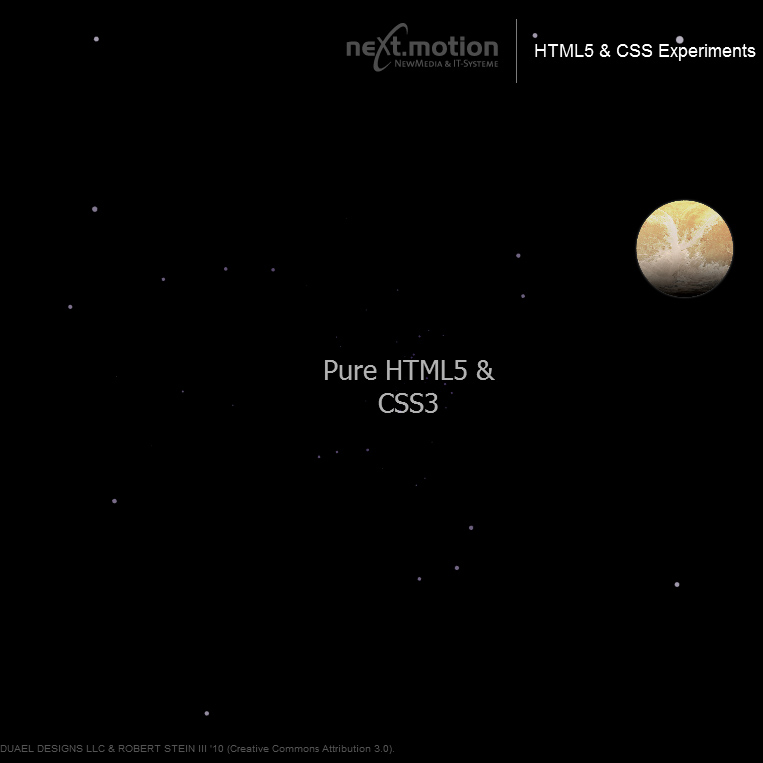 next.motion
NewMedia & IT-Systeme
HTML5 & CSS Experiments
Pure HTML5 &
CSS3
DUAEL DESIGNS LLC & ROBERT STEIN III '10 (Creative Commons Attribution 3.0).